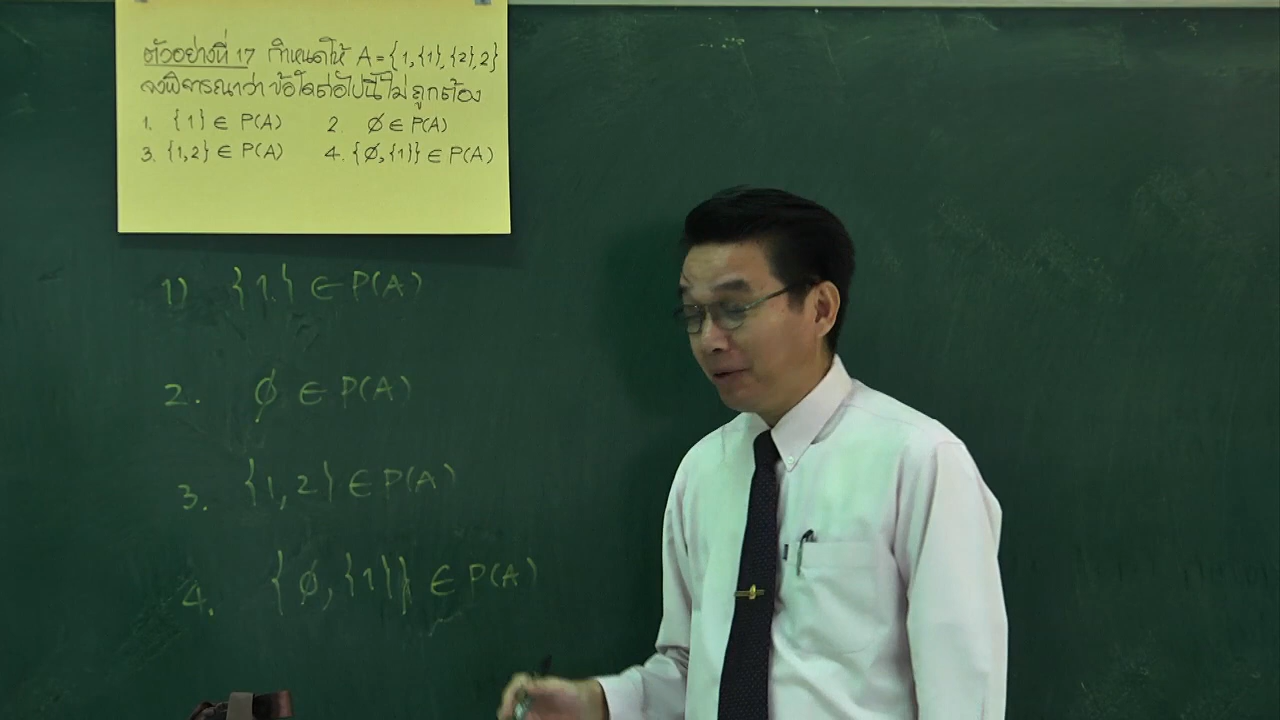 ตัวอย่างที่ 17 กำหนดให้ A = {1,{1},{2},2}
จงพิจารณาว่า ข้อใดต่อไปนี้ไม่ถูกต้อง
1. {1} ∈ P(A) 2. ∅ ∈ P(A)
3. {1,2} ∈ P(A) 4. {∅,{1}} ∈ P(A)
1) {1} ∈ P(A)
2. ∅ ∈ P(A)
3. {1,2} ∈ P(A)
4. {∅,{1}} ∈ P(A)